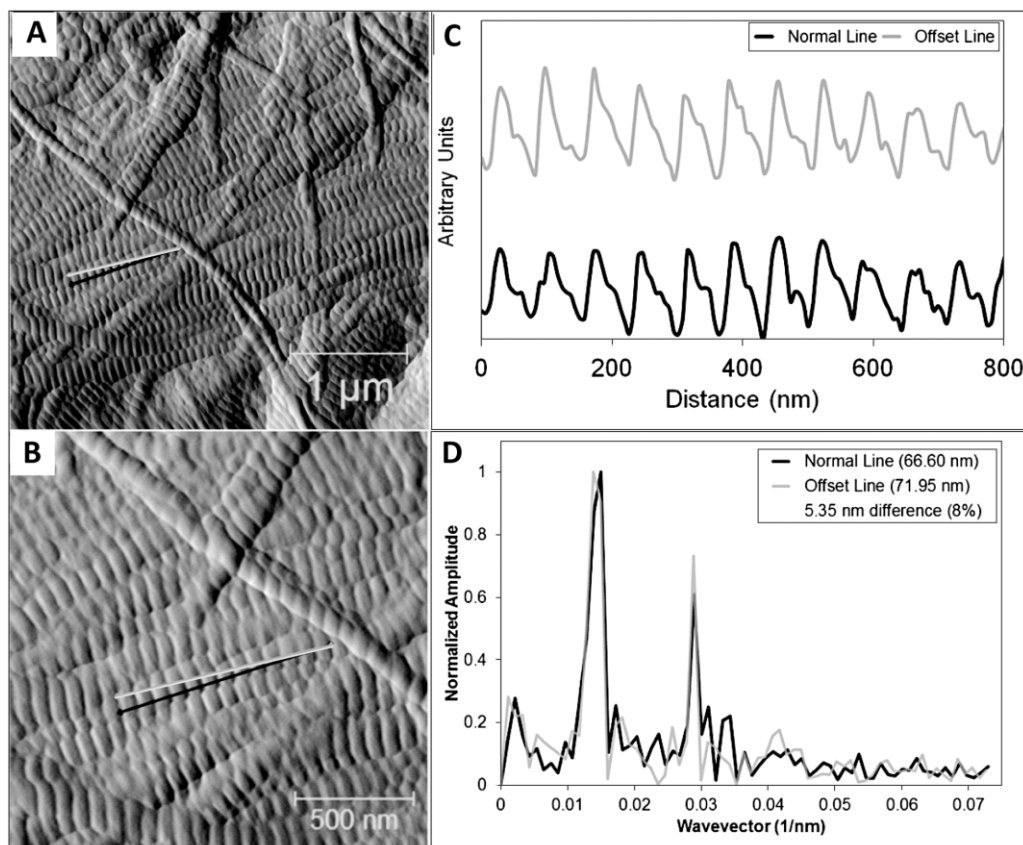 A
1 µm
B
500 nm
C
Normal Line Offset Line
Arbitrary Units
0 200 400 600 800
Distance (nm)
D
Normal Line (66.60 nm)
Offset Line (71.95 nm)
5.35 nm difference (8%)
Normalized Amplitude
1
0.8
0.6
0.4
0.2
0
0 0.01 0.02 0.03 0.04 0.05 0.06 0.07
Wavevector (1/nm)